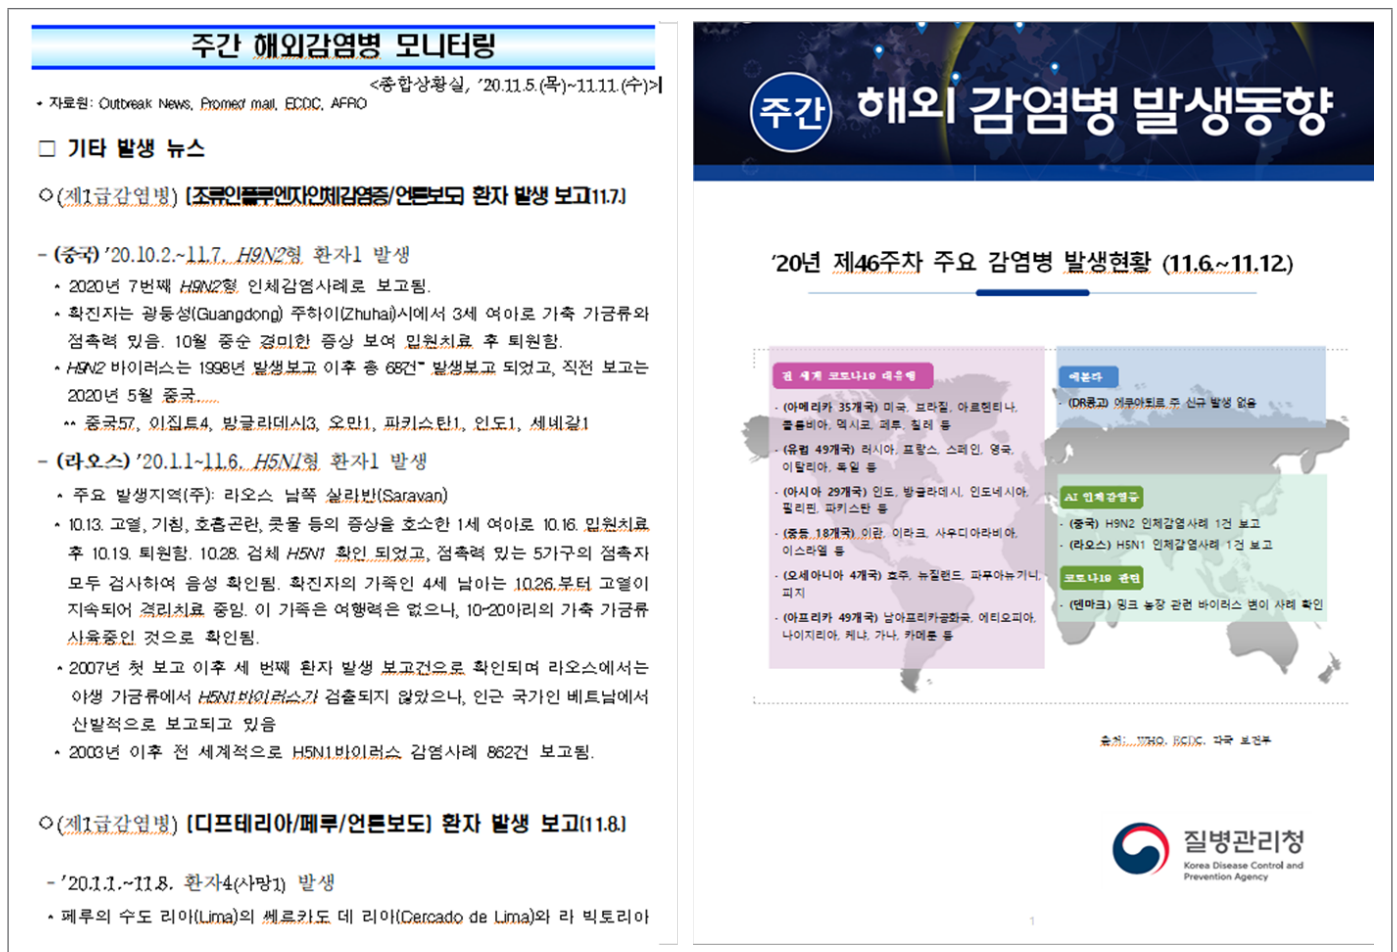 주간 해외감염병 모니터링
<종합상황실, ′20.11.5.(목)~11.11.(수)>
* 자료원: Outbreak News, Promed mail, ECDC, AFRO
□ 기타 발생 뉴스
○(제1급감염병) [조류인플루엔자인체감염증/언론보도] 환자 발생 보고(11.7.)
- (중국) ′20.10.2.~11.7. H9N2형 환자1 발생
* 2020년 7번째 H9N2형 인체감염사례로 보고됨.
* 확진자는 광둥성(Guangdong) 주하이(Zhuhai)시에서 3세 여아로 가축 가금류와
접촉력 있음. 10월 중순 경미한 증상 보여 입원치료 후 퇴원함.
* H9N2 바이러스는 1998년 발생보고 이후 총 68건** 발생보고 되었고, 직전 보고는
2020년 5월 중국....
** 중국57, 이집트4, 방글라데시3, 오만1, 파키스탄1, 인도1, 세네갈1
- (라오스) ′20.1.1~11.6. H5N1형 환자1 발생
* 주요 발생지역(주): 라오스 남쪽 살라반(Saravan)
* 10.13. 고열, 기침, 호흡곤란, 콧물 등의 증상을 호소한 1세 여아로 10.16. 입원치료
후 10.19. 퇴원함. 10.28. 검체 H5N1 확인 되었고, 접촉력 있는 5가구의 접촉자
모두 검사하여 음성 확인됨. 확진자의 가족인 4세 남아는 10.26.부터 고열이
지속되어 격리치료 중임. 이 가족은 여행력은 없으나, 10-20마리의 가축 가금류
사육중인 것으로 확인됨.
* 2007년 첫 보고 이후 세 번째 환자 발생 보고건으로 확인되며 라오스에서는
야생 가금류에서 H5N1바이러스가 검출되지 않았으나, 인근 국가인 베트남에서
산발적으로 보고되고 있음
* 2003년 이후 전 세계적으로 H5N1바이러스 감염사례 862건 보고됨.
○(제1급감염병) [디프테리아/페루/언론보도] 환자 발생 보고(11.8.)
- ′20.1.1.~11.8. 환자4(사망1) 발생
* 페루의 수도 리마(Lima)의 쎄르카도 데 리마(Cercado de Lima)와 라 빅토리아
주간 해외 감염병 발생동향
′20년 제46주차 주요 감염병 발생현황 (11.6.~11.12.)
전 세계 코로나19 대유행
- (아메리카 35개국) 미국, 브라질, 아르헨티나,
콜롬비아, 멕시코, 페루, 칠레 등
- (유럽 49개국) 러시아, 프랑스, 스페인, 영국,
이탈리아, 독일 등
- (아시아 29개국) 인도, 방글라데시, 인도네시아,
필리핀, 파키스탄 등
- (중동 18개국) 이란, 이라크, 사우디아라비아,
이스라엘 등
- (오세아니아 4개국) 호주, 뉴질랜드, 파푸아뉴기니,
피지
- (아프리카 49개국) 남아프리카공화국, 에티오피아,
나이지리아, 케냐, 가나, 카메룬 등
에볼라
- (DR콩고) 에쿠아퇴르 주 신규 발생 없음
AI 인체감염증
- (중국) H9N2 인체감염사례 1건 보고
- (라오스) H5N1 인체감염사례 1건 보고
코로나19 관련
- (덴마크) 밍크 농장 관련 바이러스 변이 사례 확인
출처: WHO, ECDC, 각국 보건부
질병관리청
Korea Disease Control and
Prevention Agency
1